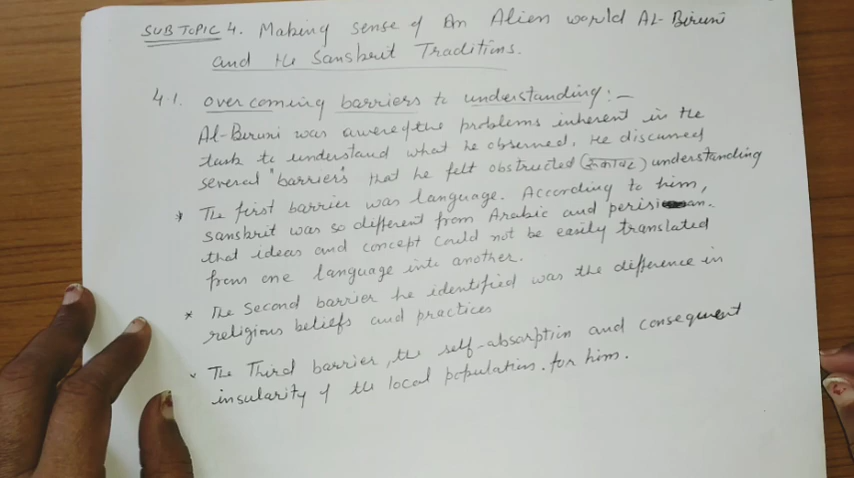 SUB TOPIC 4. Making sense of An Alien world Al-Biruni
and the Sanskrit Traditions.
4.1. overcoming barriers to understanding:-
Al-Beruni was awere of the problems inherent in the
task to understand what he observed. He discussed
several "barriers that he felt obstructed (रूकावट) understanding
* The first barrier was language. According to him,
sanskrit was so different from Arabic and perisian.
that ideas and concept could not be easily translated
from one language into another.
* The Second barrier he identified was the difference in
religious beliefs and practices
* The Third barrier, the self-absorption and consequent
insularity of the local population. for him.